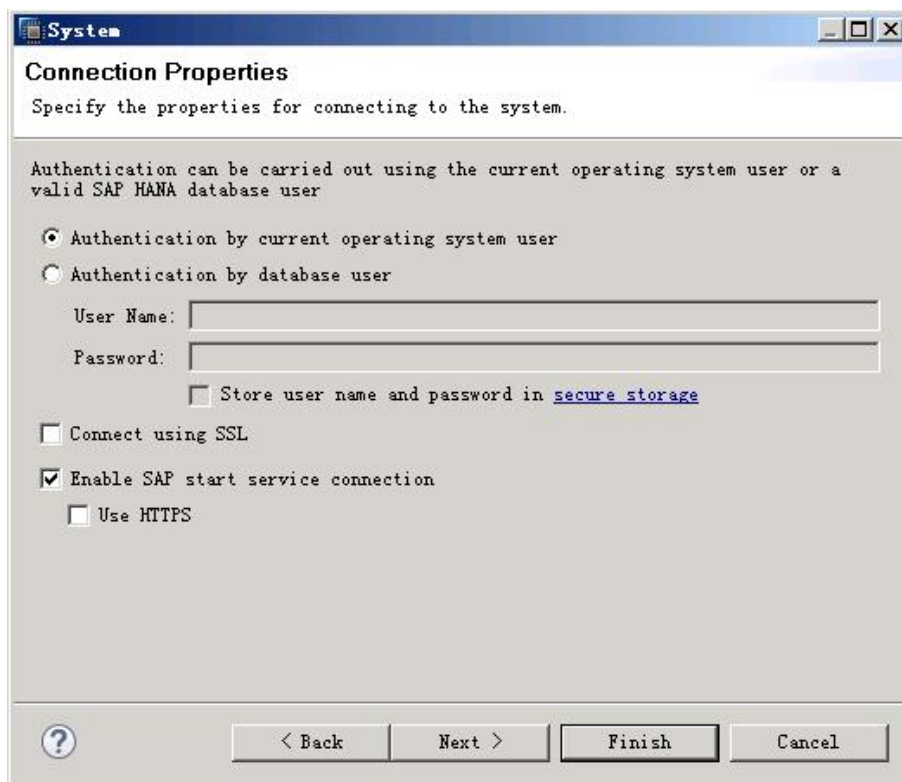 System
Connection Properties
Specify the properties for connecting to the system.
Authentication can be carried out using the current operating system user or a
valid SAP HANA database user
Authentication by current operating system user
Authentication by database user
User Name:
Password:
Store user name and password in secure storage
Connect using SSL
Enable SAP start service connection
Use HTTPS
? < Back Next > Finish Cancel